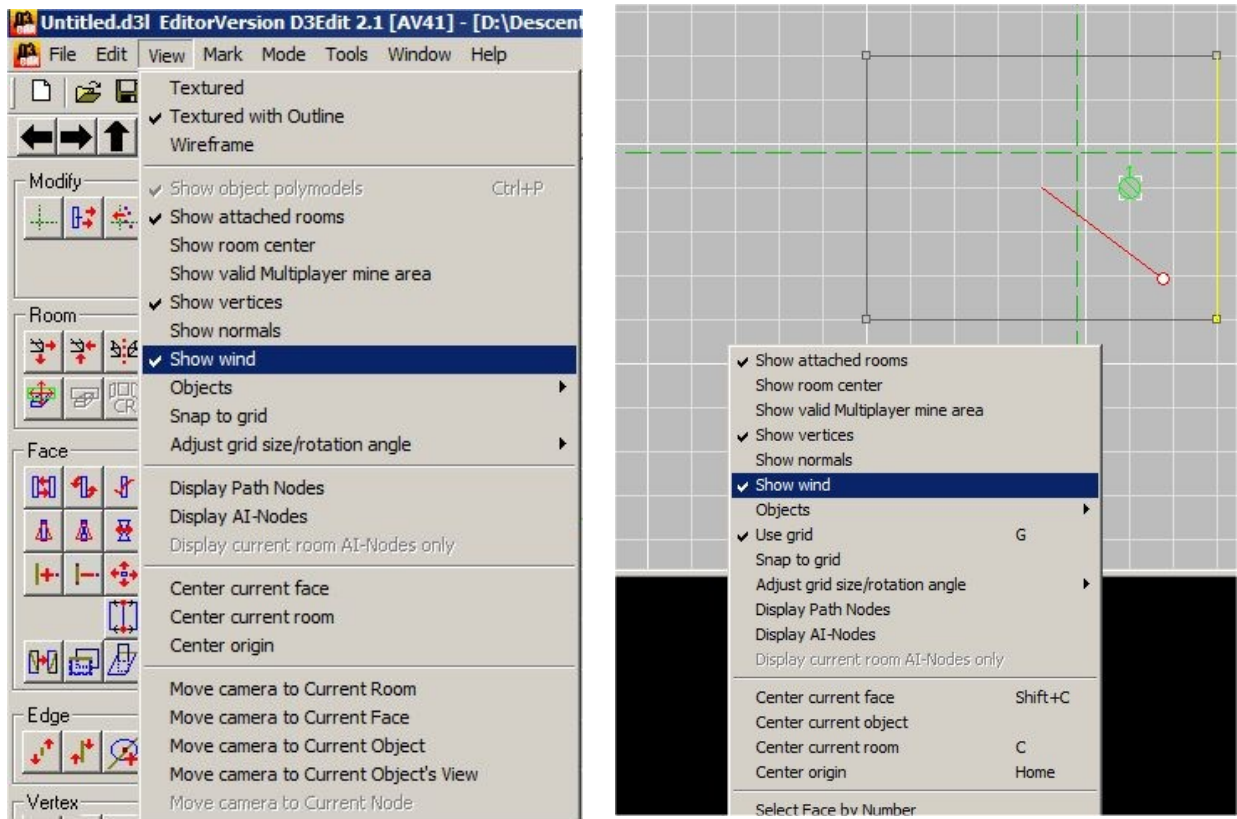 Untitled.d3l EditorVersion D3Edit 2.1 [AV41] - [D:\Descent
File Edit View Mark Mode Tools Window Help
Textured
Textured with Outline
Wireframe
Modify
Show object polymodels Ctrl+P
Show attached rooms
Show room center
Show valid Multiplayer mine area
Show vertices
Room
Show normals
Show wind
Objects
CR
Snap to grid
Adjust grid size/rotation angle
Face
Display Path Nodes
Display AI-Nodes
Display current room AI-Nodes only
Center current face
Center current room
Center origin
Move camera to Current Room
Edge
Move camera to Current Face
Move camera to Current Object
Move camera to Current Object's View
Vertex
Move camera to Current Node
Show attached rooms
Show room center
Show valid Multiplayer mine area
Show vertices
Show normals
Show wind
Objects
Use grid G
Snap to grid
Adjust grid size/rotation angle
Display Path Nodes
Display AI-Nodes
Display current room AI-Nodes only
Center current face Shift+C
Center current object
Center current room C
Center origin Home
Select Face by Number